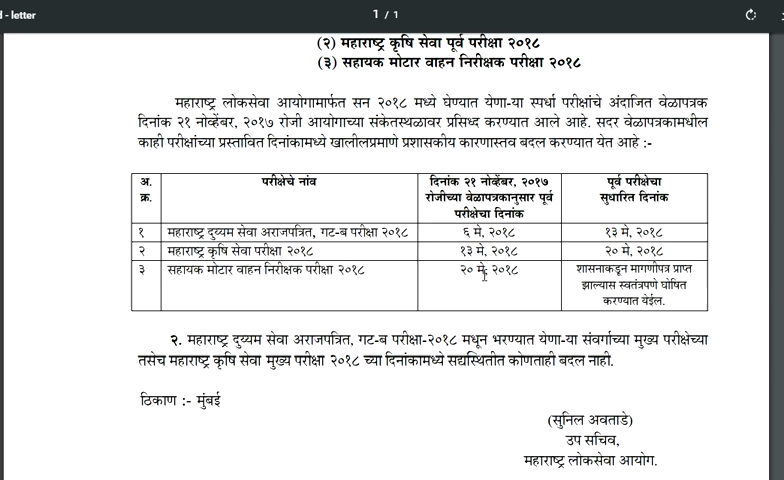 - letter
1 / 1
(२) महाराष्ट्र कृषि सेवा पूर्व परीक्षा २०१८
(३) सहायक मोटार वाहन निरीक्षक परीक्षा २०१८
महाराष्ट्र लोकसेवा आयोगामार्फत सन २०१८ मध्ये घेण्यात येणा-या स्पर्धा परीक्षांचे अंदाजित वेळापत्रक
दिनांक २१ नोव्हेंबर, २०१७ रोजी आयोगाच्या संकेतस्थळावर प्रसिध्द करण्यात आले आहे. सदर वेळापत्रकामधील
काही परीक्षांच्या प्रस्तावित दिनांकामध्ये खालीलप्रमाणे प्रशासकीय कारणास्तव बदल करण्यात येत आहे :-
अ. क्र. परीक्षेचे नांव दिनांक २१ नोव्हेंबर, २०१७ रोजीच्या वेळापत्रकानुसार पूर्व परीक्षेचा दिनांक पूर्व परीक्षेचा सुधारित दिनांक
१ महाराष्ट्र दुय्यम सेवा अराजपत्रित, गट-ब परीक्षा २०१८ ६ मे, २०१८ १३ मे, २०१८
२ महाराष्ट्र कृषि सेवा परीक्षा २०१८ १३ मे, २०१८ २० मे, २०१८
३ सहायक मोटार वाहन निरीक्षक परीक्षा २०१८ २० मे, २०१८ शासनाकडून मागणीपत्र प्राप्त
झाल्यास स्वतंत्रपणे घोषित
करण्यात येईल.
२. महाराष्ट्र दुय्यम सेवा अराजपत्रित, गट-ब परीक्षा-२०१८ मधून भरण्यात येणा-या संवर्गाच्या मुख्य परीक्षेच्या
तसेच महाराष्ट्र कृषि सेवा मुख्य परीक्षा २०१८ च्या दिनांकामध्ये सद्यस्थितीत कोणताही बदल नाही.
ठिकाण :- मुंबई
(सुनिल अवताडे)
उप सचिव,
महाराष्ट्र लोकसेवा आयोग.